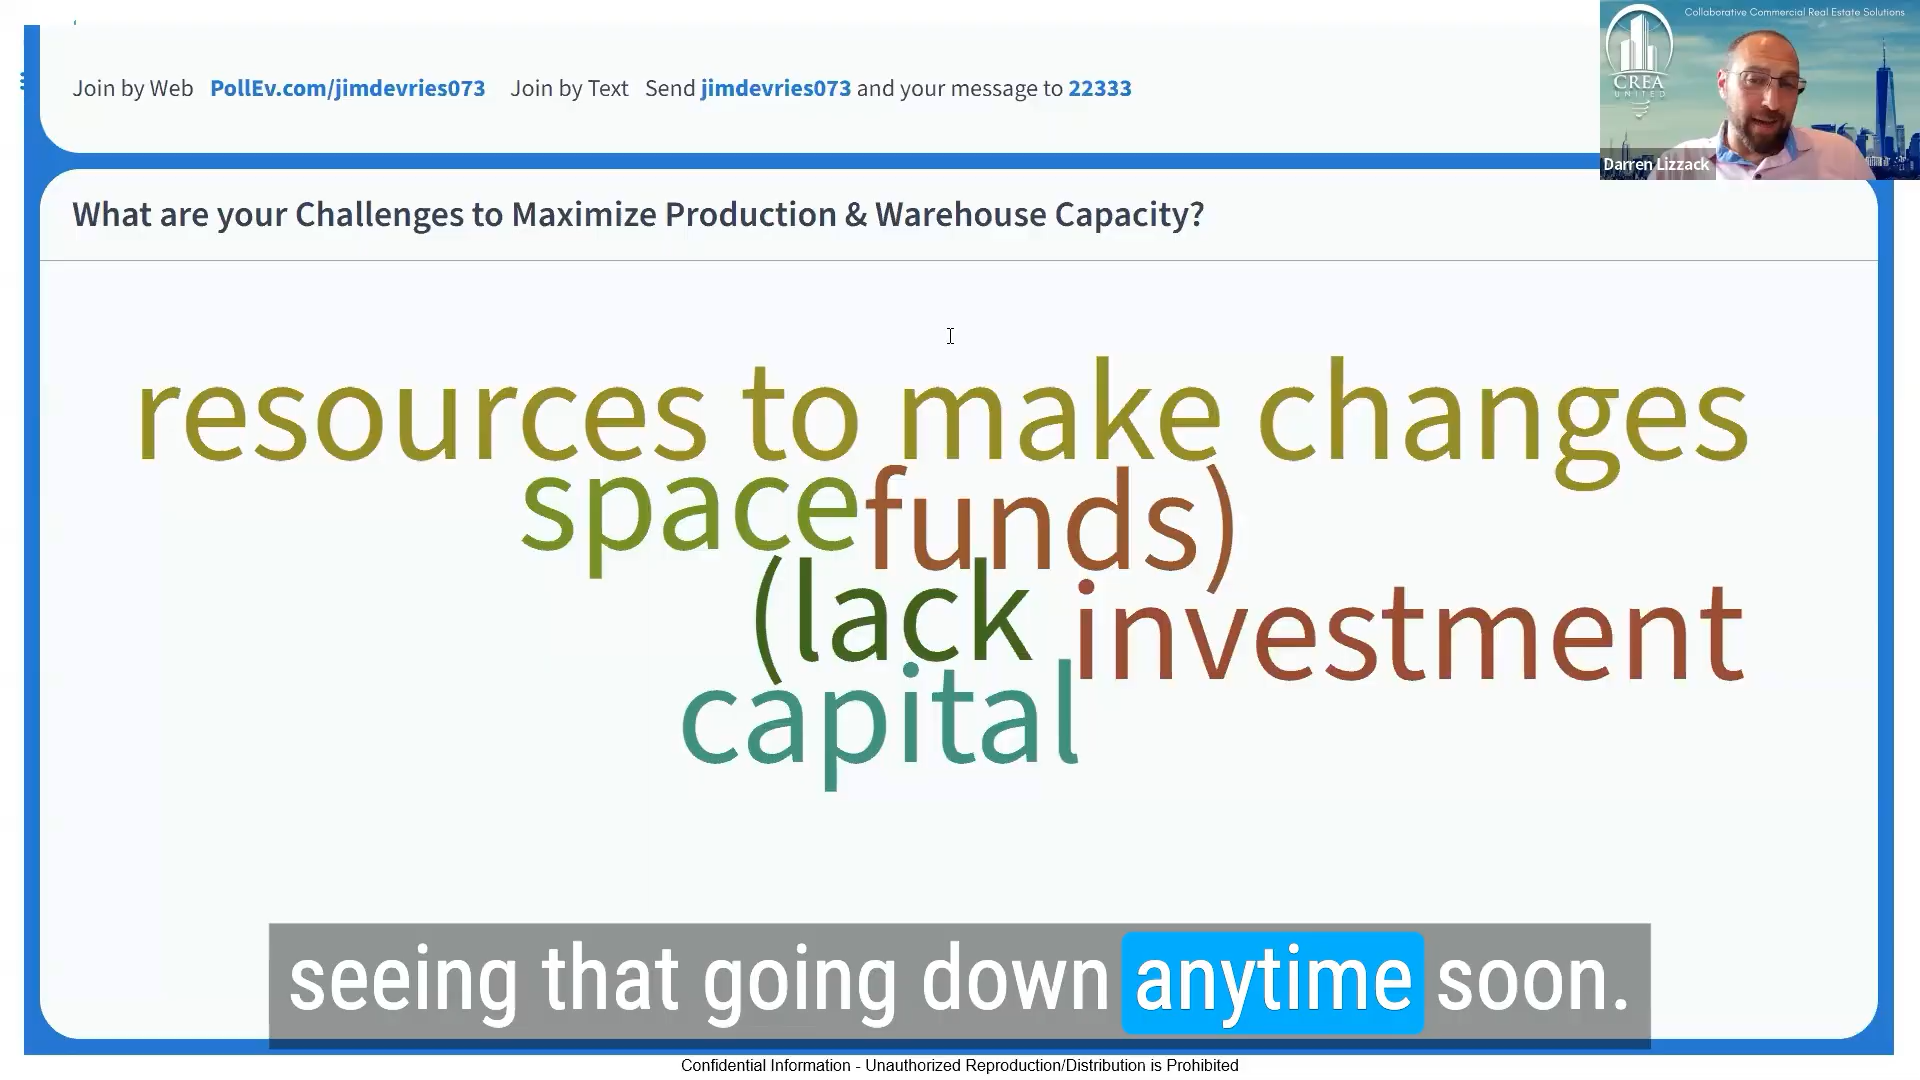 Collaborative Commercial Real Estate Solutions
CREA
UNITED
Darren Lizzack
Join by Web PollEv.com/jimdevries073 Join by Text Send jimdevries073 and your message to 22333
What are your Challenges to Maximize Production & Warehouse Capacity?
resources to make changes
space funds)
(lack investment
capital
seeing that going down anytime soon.
Confidential Information - Unauthorized Reproduction/Distribution is Prohibited